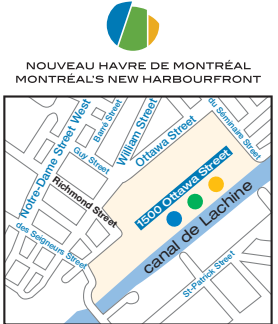 NOUVEAU HAVRE DE MONTRÉAL
MONTRÉAL'S NEW HARBOURFRONT
du Séminaire Street
Notre-Dame Street West
Barré Street
William Street
Ottawa Street
Guy Street
1500 Ottawa Street
Richmond Street
canal de Lachine
des Seigneurs Street
St-Patrick Street